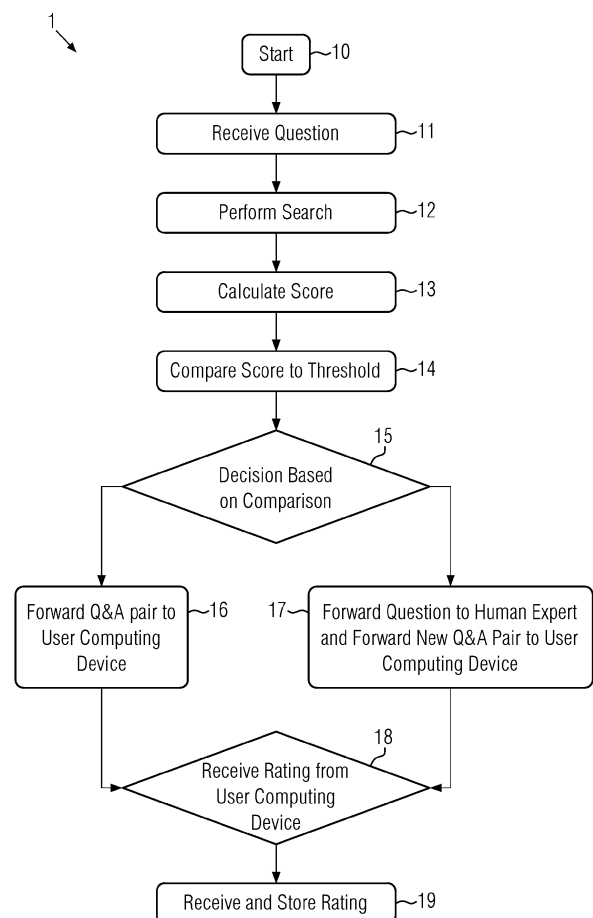 1
Start
10
Receive Question
11
Perform Search
12
Calculate Score
13
Compare Score to Threshold
14
15
Decision Based
on Comparison
Forward Q&A pair to
User Computing
Device
16
17
Forward Question to Human Expert
and Forward New Q&A Pair to User
Computing Device
18
Receive Rating from
User Computing
Device
Receive and Store Rating
19